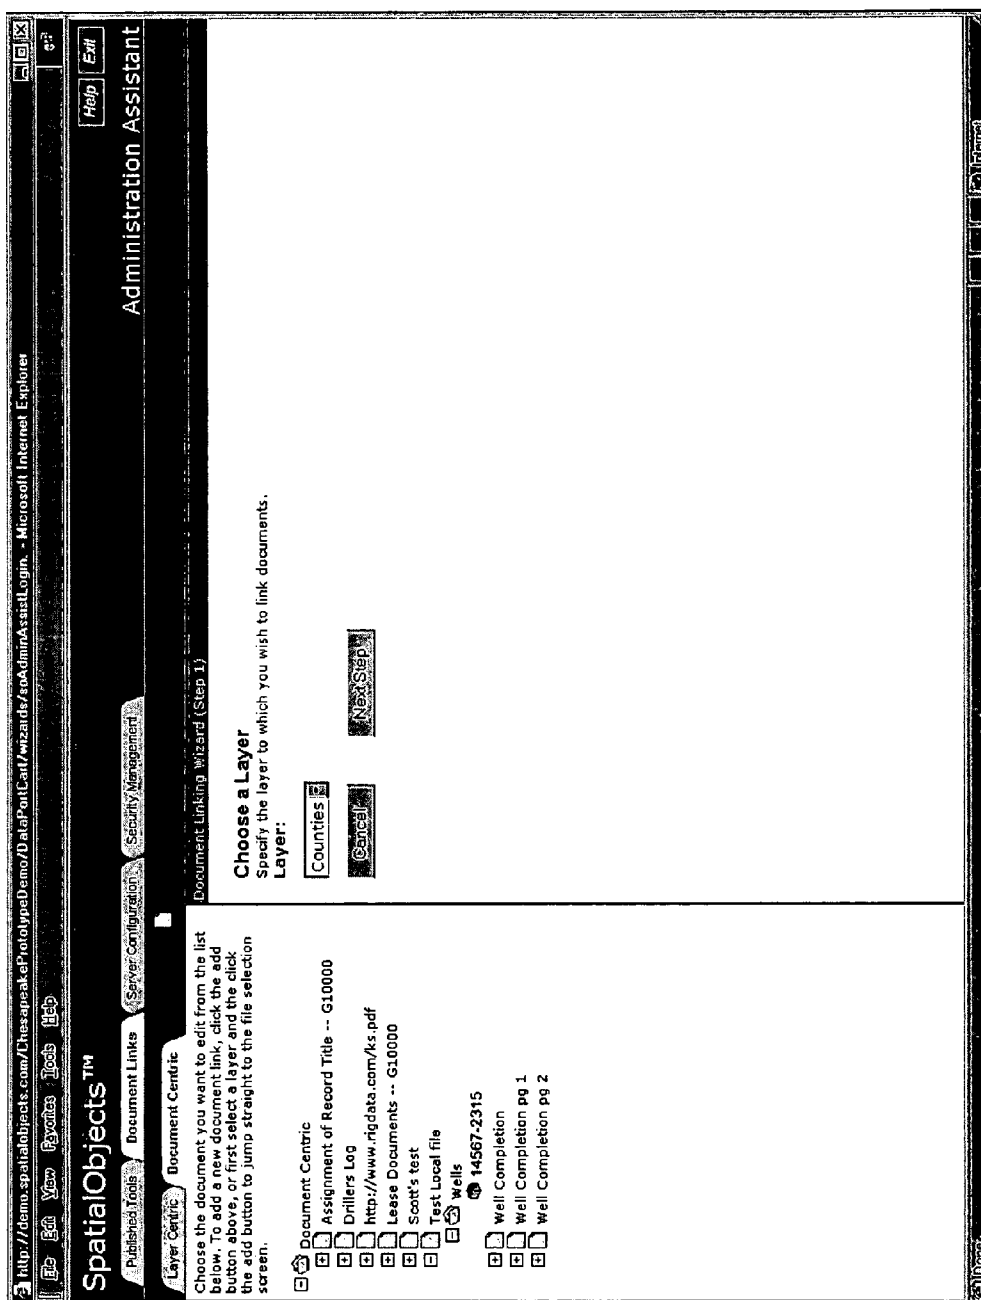 http://demo.spatialobjects.com/ChesapeakePrototypeDemo/DataPortCart/wizards/soAdminAssistLogin. - Microsoft Internet Explorer
File Edit View Favorites Tools Help
SpatialObjects™
Help Exit
Published Tools Document Links Server Configuration Security Management
Administration Assistant
Layer Centric Document Centric
Choose the document you want to edit from the list
below. To add a new document link, click the add
button above, or first select a layer and the click
the add button to jump straight to the file selection
screen.
Document Centric
Assignment of Record Title -- G10000
Drillers Log
http://www.rigdata.com/ks.pdf
Lease Documents -- G10000
Scott's test
Test Local file
Wells
14567-2315
Well Completion
Well Completion pg 1
Well Completion pg 2
Document Linking Wizard (Step 1)
Choose a Layer
Specify the layer to which you wish to link documents.
Layer:
Counties
Cancel Next Step
Done
Internet